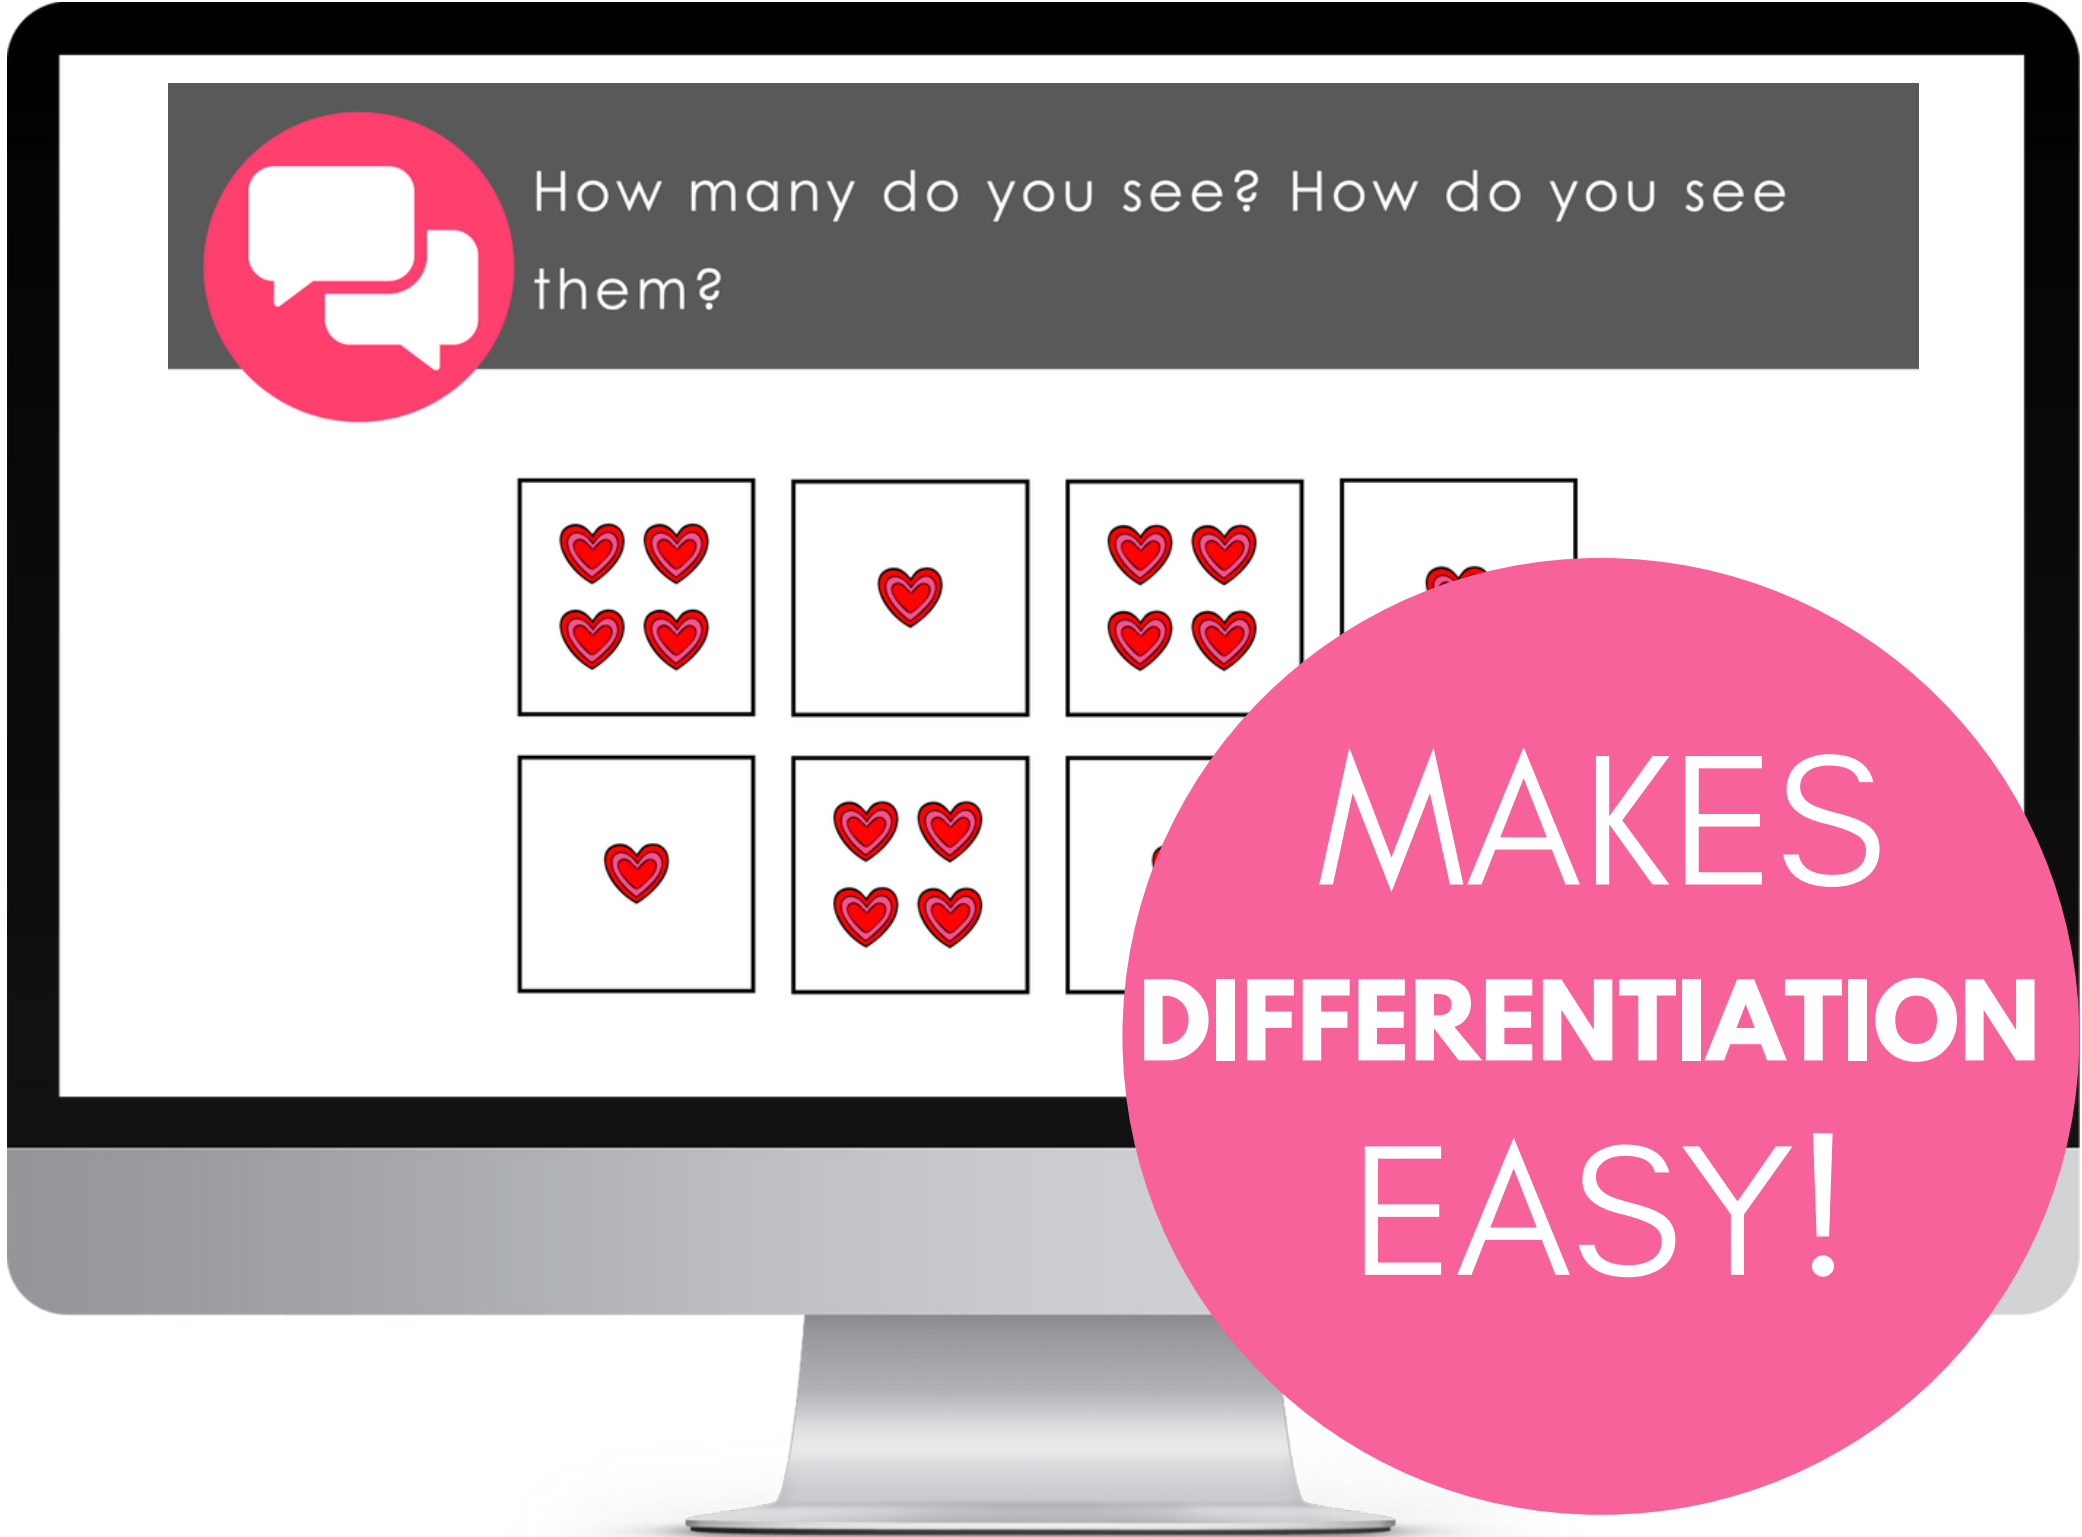 How many do you see? How do you see
them?
MAKES
DIFFERENTIATION
EASY!